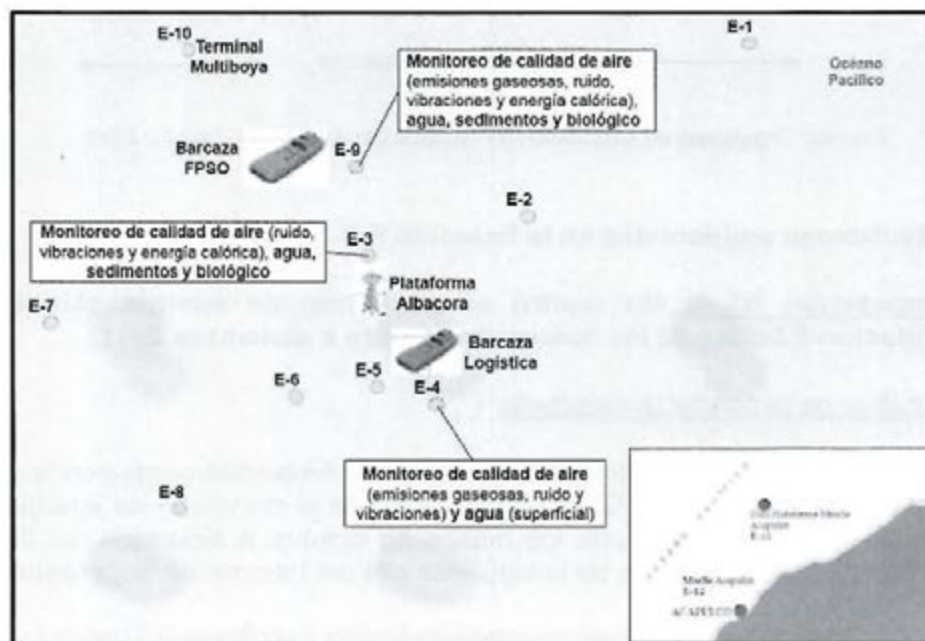 E-10
Terminal
Multiboya
E-1
Océano
Pacífico
Monitoreo de calidad de aire
(emisiones gaseosas, ruido,
vibraciones y energía calórica),
agua, sedimentos y biológico
Barcaza
FPSO
E-9
E-2
Monitoreo de calidad de aire (ruido,
vibraciones y energía calórica), agua,
sedimentos y biológico
E-3
Plataforma
Albacora
E-7
Barcaza
Logística
E-6
E-5
E-4
Monitoreo de calidad de aire
(emisiones gaseosas, ruido y
vibraciones) y agua (superficial)
E-8
Muelle Acapulco
E-12
ACAPULCO